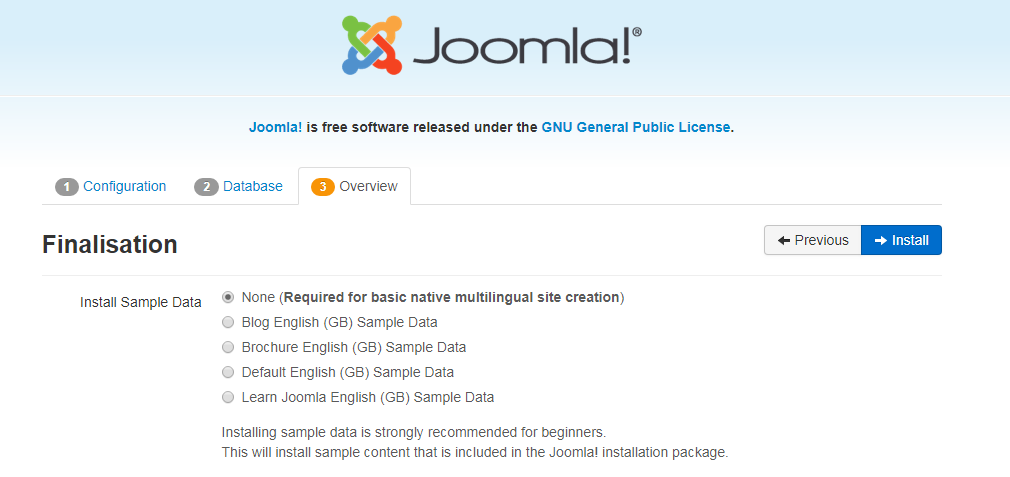 Joomla!®
Joomla! is free software released under the GNU General Public License.
1 Configuration 2 Database 3 Overview
Finalisation
Previous Install
Install Sample Data
None (Required for basic native multilingual site creation)
Blog English (GB) Sample Data
Brochure English (GB) Sample Data
Default English (GB) Sample Data
Learn Joomla English (GB) Sample Data
Installing sample data is strongly recommended for beginners.
This will install sample content that is included in the Joomla! installation package.